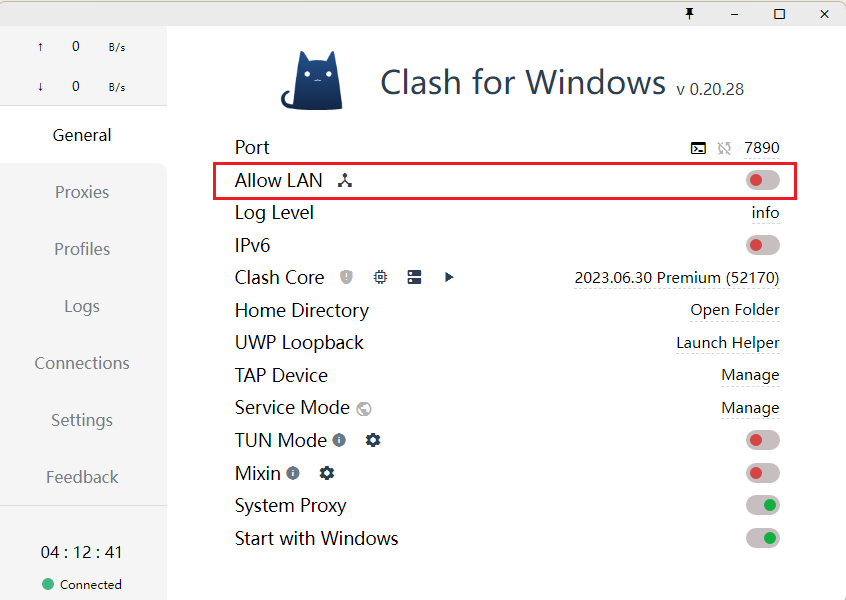 ↑ 0 B/s
↓ 0 B/s
General
Proxies
Profiles
Logs
Connections
Settings
Feedback
04 : 12 : 41
Connected
Clash for Windows v 0.20.28
Port 7890
Allow LAN
Log Level info
IPv6
Clash Core 2023.06.30 Premium (52170)
Home Directory Open Folder
UWP Loopback Launch Helper
TAP Device Manage
Service Mode Manage
TUN Mode
Mixin
System Proxy
Start with Windows